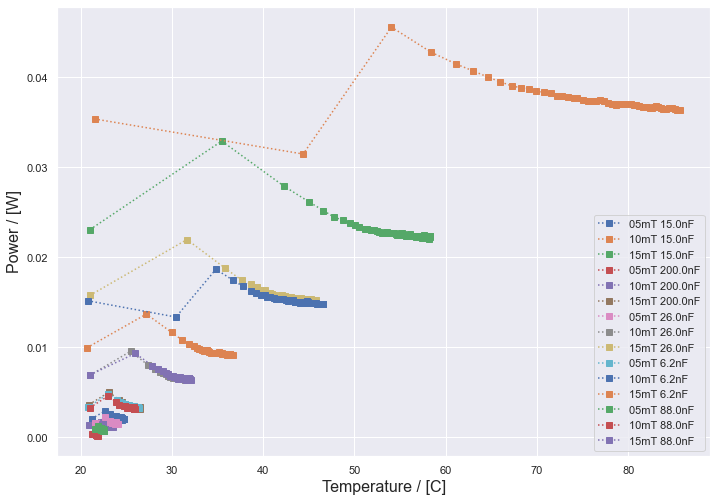 0.04
0.03
0.02
0.01
0.00
Power / [W]
20 30 40 50 60 70 80
Temperature / [C]
05mT 15.0nF
10mT 15.0nF
15mT 15.0nF
05mT 200.0nF
10mT 200.0nF
15mT 200.0nF
05mT 26.0nF
10mT 26.0nF
15mT 26.0nF
05mT 6.2nF
10mT 6.2nF
15mT 6.2nF
05mT 88.0nF
10mT 88.0nF
15mT 88.0nF